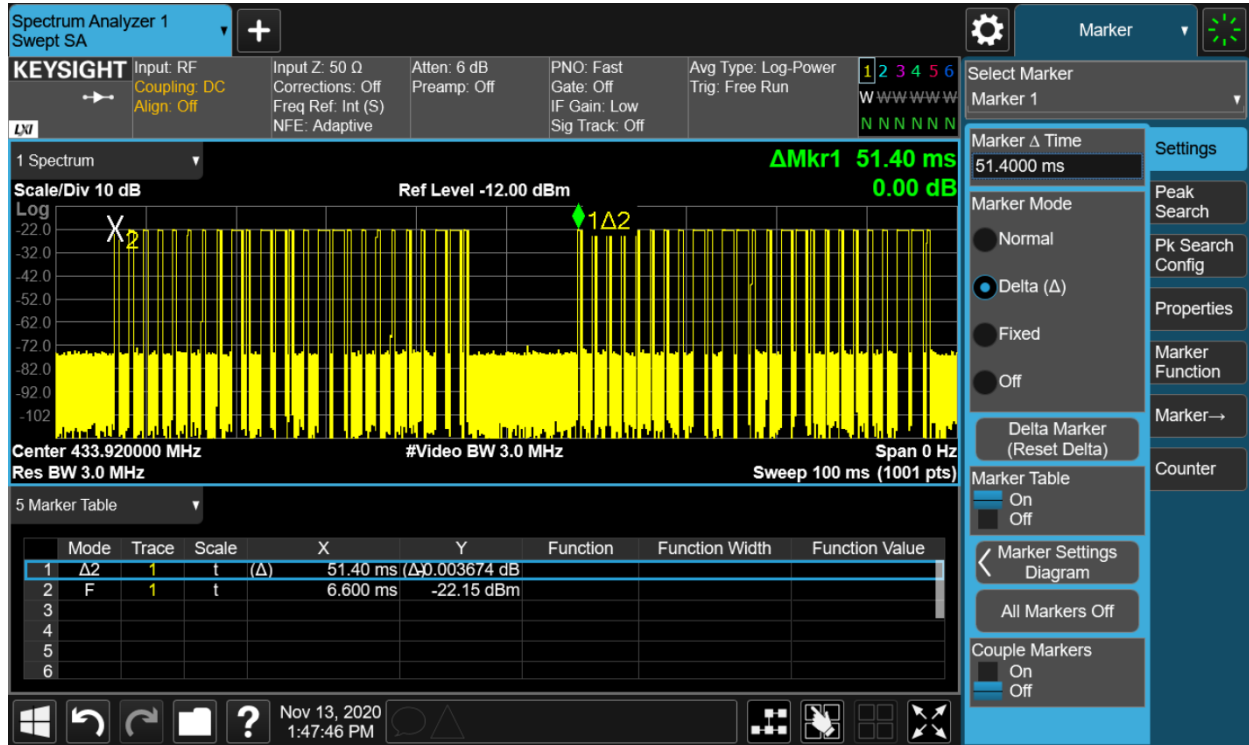 Spectrum Analyzer 1
Swept SA
+
Marker
KEYSIGHT
LXI
Input: RF
Coupling: DC
Align: Off
Input Z: 50 Ω
Corrections: Off
Freq Ref: Int (S)
NFE: Adaptive
Atten: 6 dB
Preamp: Off
PNO: Fast
Gate: Off
IF Gain: Low
Sig Track: Off
Avg Type: Log-Power
Trig: Free Run
1 2 3 4 5 6
W W W W W W
N N N N N N
Select Marker
Marker 1
1 Spectrum
ΔMkr1 51.40 ms
0.00 dB
Scale/Div 10 dB
Ref Level -12.00 dBm
Log
-22.0
-32.0
-42.0
-52.0
-62.0
-72.0
-82.0
-92.0
-102
X
2
1Δ2
Center 433.920000 MHz
#Video BW 3.0 MHz
Span 0 Hz
Res BW 3.0 MHz
Sweep 100 ms (1001 pts)
5 Marker Table
Mode Trace Scale X Y Function Function Width Function Value
1 Δ2 1 t (Δ) 51.40 ms (Δ) 0.003674 dB
2 F 1 t 6.600 ms -22.15 dBm
3
4
5
6
Marker Δ Time
51.4000 ms
Marker Mode
Normal
Delta (Δ)
Fixed
Off
Delta Marker
(Reset Delta)
Marker Table
On
Off
Marker Settings
Diagram
All Markers Off
Couple Markers
On
Off
Settings
Peak
Search
Pk Search
Config
Properties
Marker
Function
Marker→
Counter
?
Nov 13, 2020
1:47:46 PM